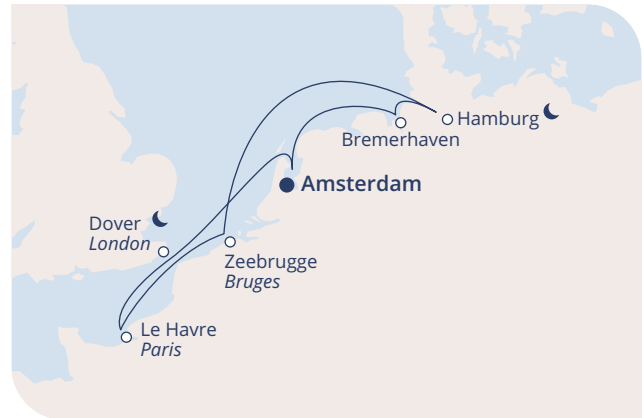 Hamburg
Bremerhaven
Amsterdam
Dover
London
Zeebrugge
Bruges
Le Havre
Paris